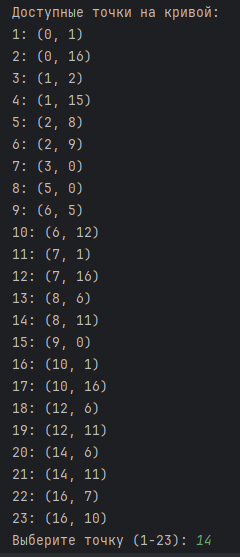 Доступные точки на кривой:
1: (0, 1)
2: (0, 16)
3: (1, 2)
4: (1, 15)
5: (2, 8)
6: (2, 9)
7: (3, 0)
8: (5, 0)
9: (6, 5)
10: (6, 12)
11: (7, 1)
12: (7, 16)
13: (8, 6)
14: (8, 11)
15: (9, 0)
16: (10, 1)
17: (10, 16)
18: (12, 6)
19: (12, 11)
20: (14, 6)
21: (14, 11)
22: (16, 7)
23: (16, 10)
Выберите точку (1-23): 14